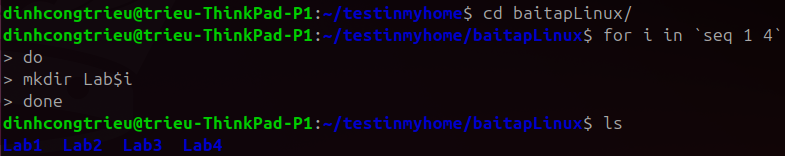 dinhcongtrieu@trieu-ThinkPad-P1:~/testinmyhome$ cd baitapLinux/
dinhcongtrieu@trieu-ThinkPad-P1:~/testinmyhome/baitapLinux$ for i in `seq 1 4`
> do
> mkdir Lab$i
> done
dinhcongtrieu@trieu-ThinkPad-P1:~/testinmyhome/baitapLinux$ ls
Lab1  Lab2  Lab3  Lab4